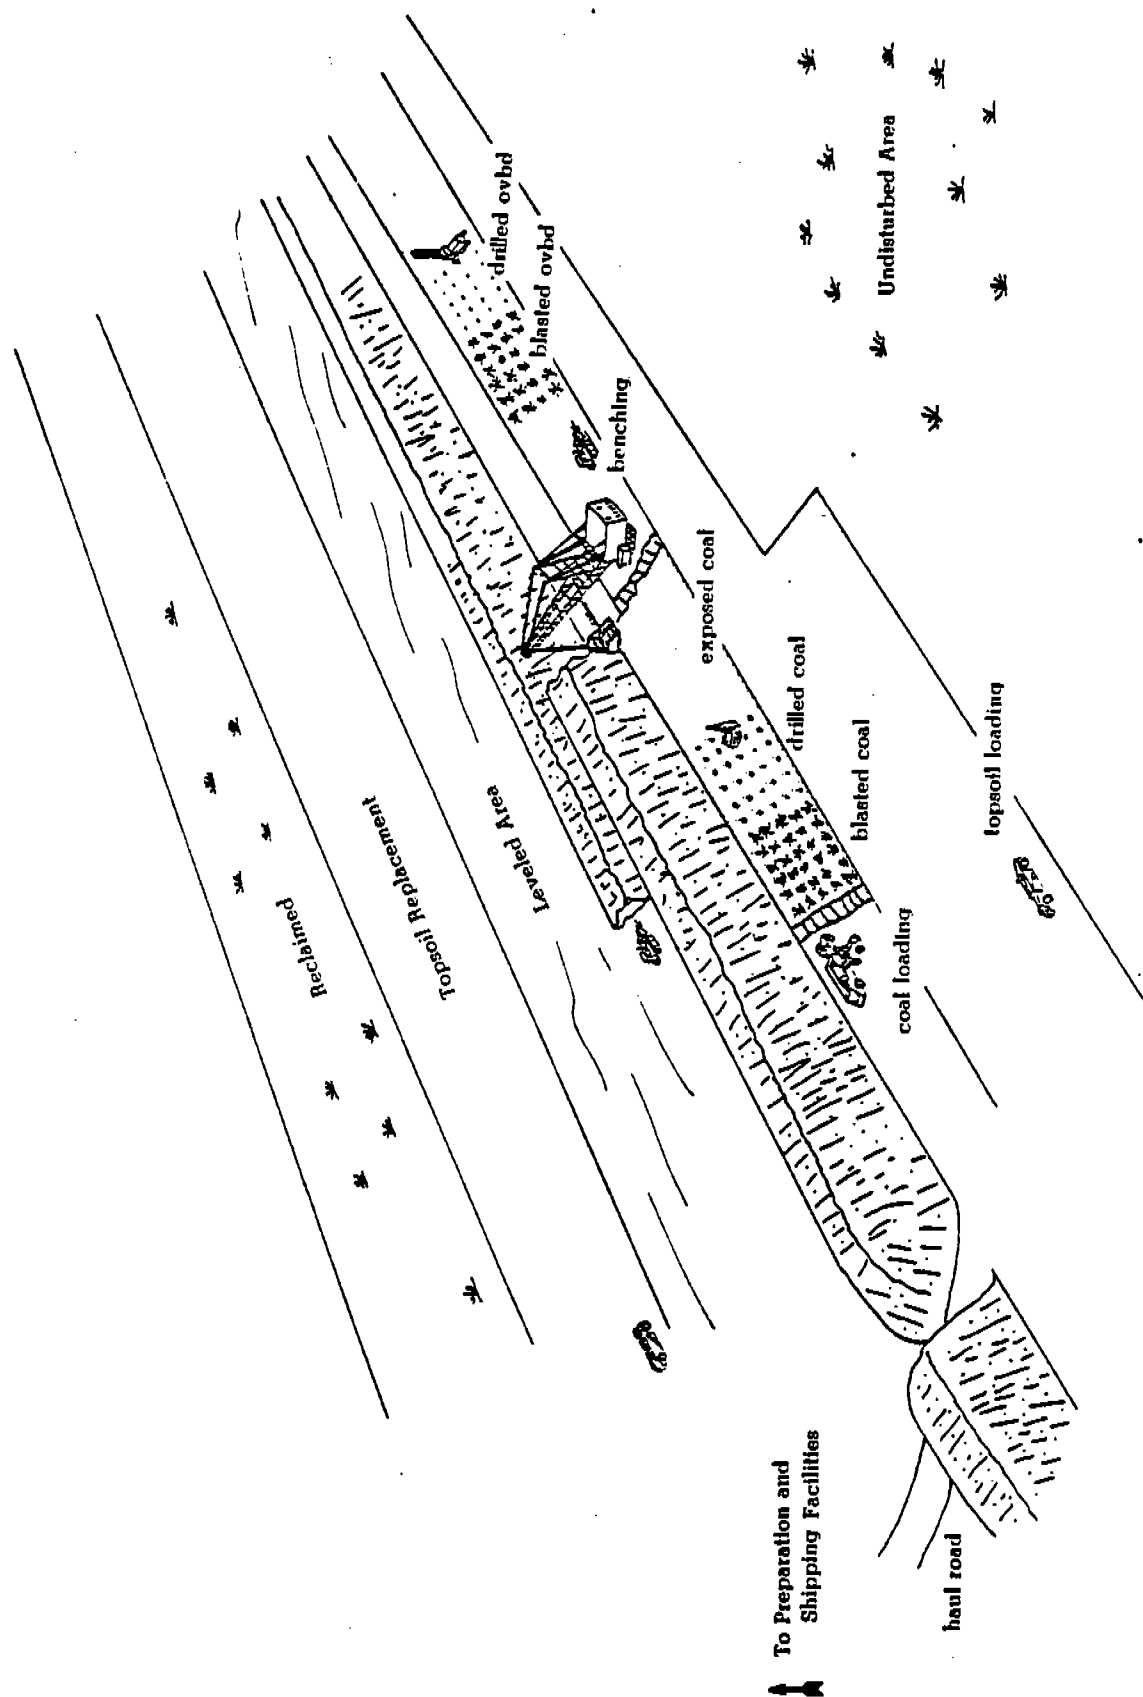 Reclaimed
Topsoil Replacement
Leveled Area
drilled ovbd
blasted ovbd
benching
Undisturbed Area
exposed coal
drilled coal
blasted coal
coal loading
topsoil loading
To Preparation and
Shipping Facilities
haul road